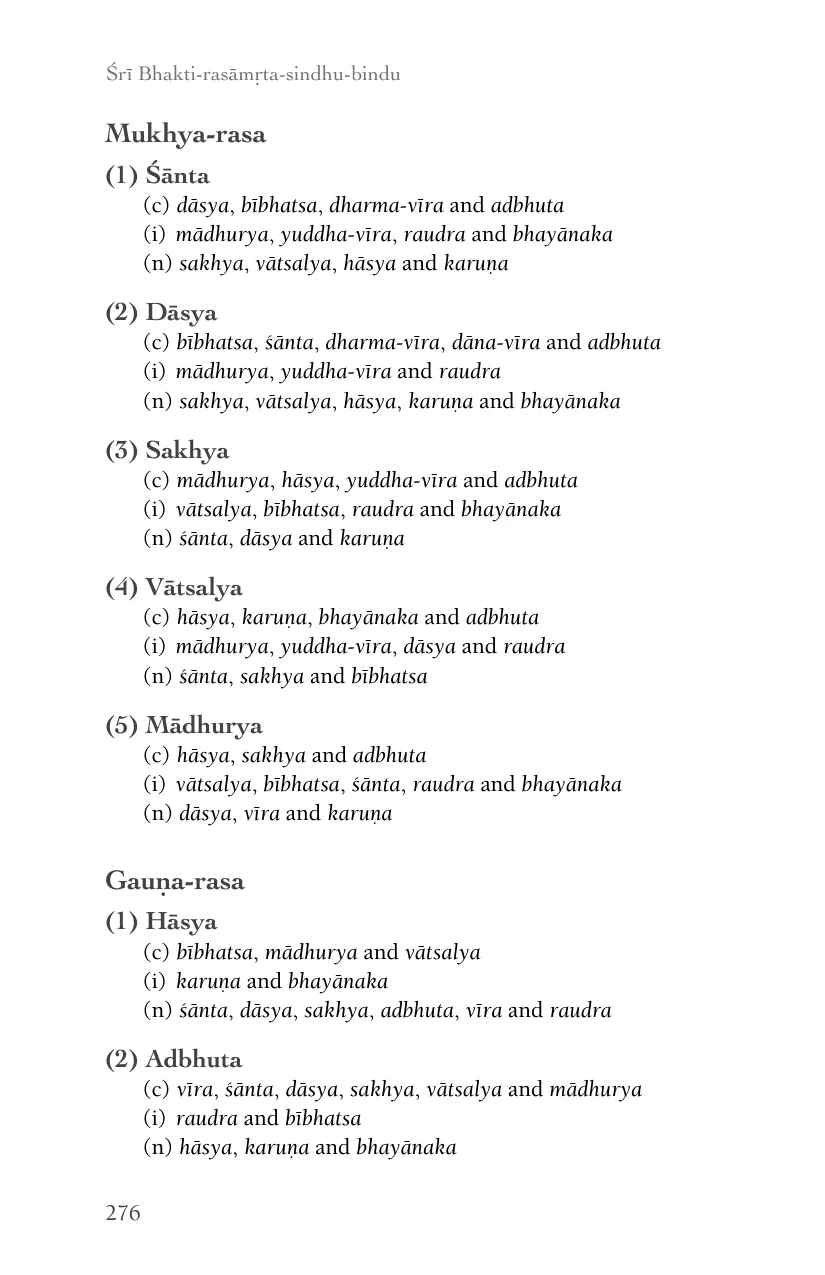 Śrī Bhakti-rasāmṛta-sindhu-bindu
Mukhya-rasa
(1) Śānta
(c) dāsya, bībhatsa, dharma-vīra and adbhuta
(i) mādhurya, yuddha-vīra, raudra and bhayānaka
(n) sakhya, vātsalya, hāsya and karuṇa
(2) Dāsya
(c) bībhatsa, śānta, dharma-vīra, dāna-vīra and adbhuta
(i) mādhurya, yuddha-vīra and raudra
(n) sakhya, vātsalya, hāsya, karuṇa and bhayānaka
(3) Sakhya
(c) mādhurya, hāsya, yuddha-vīra and adbhuta
(i) vātsalya, bībhatsa, raudra and bhayānaka
(n) śānta, dāsya and karuṇa
(4) Vātsalya
(c) hāsya, karuṇa, bhayānaka and adbhuta
(i) mādhurya, yuddha-vīra, dāsya and raudra
(n) śānta, sakhya and bībhatsa
(5) Mādhurya
(c) hāsya, sakhya and adbhuta
(i) vātsalya, bībhatsa, śānta, raudra and bhayānaka
(n) dāsya, vīra and karuṇa
Gauṇa-rasa
(1) Hāsya
(c) bībhatsa, mādhurya and vātsalya
(i) karuṇa and bhayānaka
(n) śānta, dāsya, sakhya, adbhuta, vīra and raudra
(2) Adbhuta
(c) vīra, śānta, dāsya, sakhya, vātsalya and mādhurya
(i) raudra and bībhatsa
(n) hāsya, karuṇa and bhayānaka
276